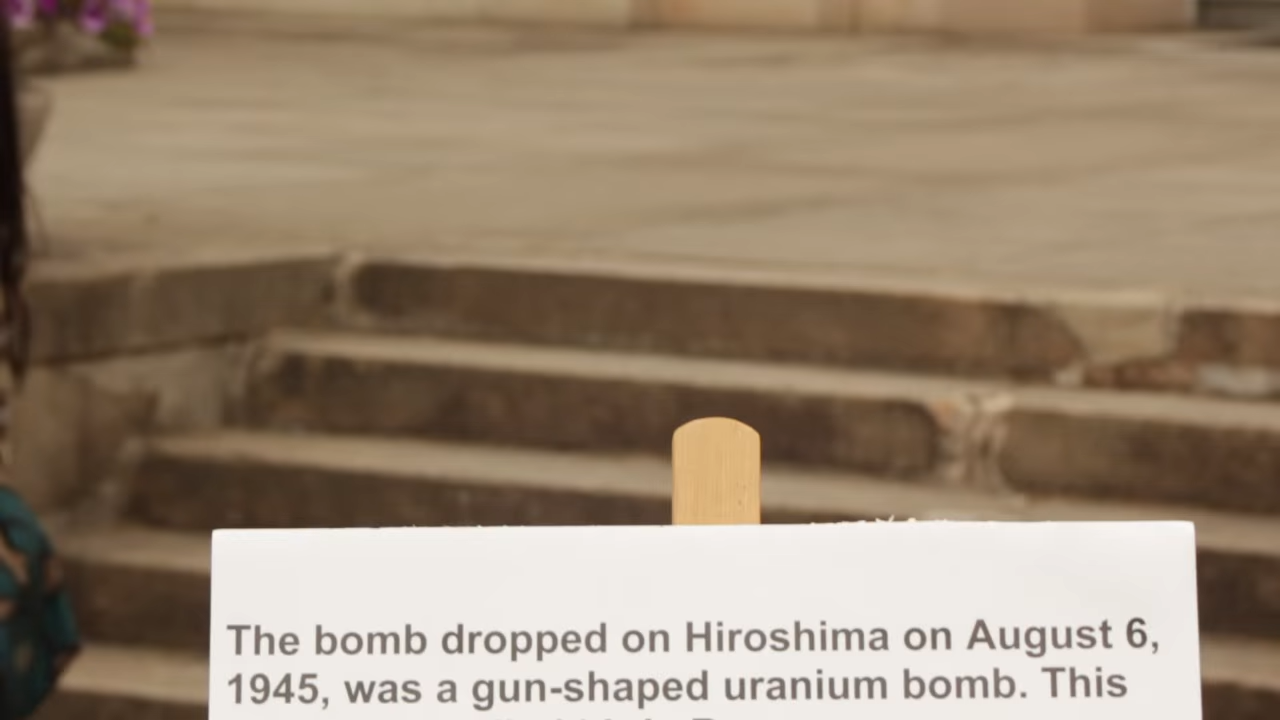 The bomb dropped on Hiroshima on August 6,
1945, was a gun-shaped uranium bomb. This